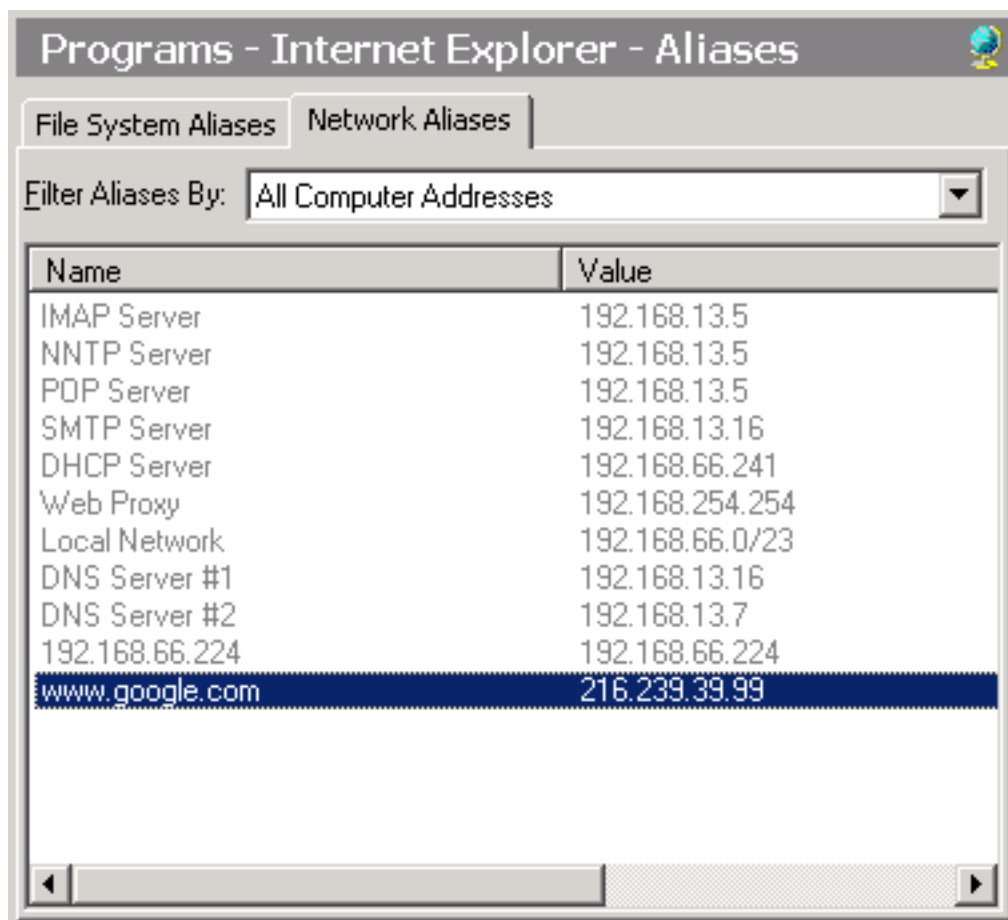 Programs - Internet Explorer - Aliases
File System Aliases Network Aliases
Filter Aliases By: All Computer Addresses
Name Value
IMAP Server 192.168.13.5
NNTP Server 192.168.13.5
POP Server 192.168.13.5
SMTP Server 192.168.13.16
DHCP Server 192.168.66.241
Web Proxy 192.168.254.254
Local Network 192.168.66.0/23
DNS Server #1 192.168.13.16
DNS Server #2 192.168.13.7
192.168.66.224 192.168.66.224
www.google.com 216.239.39.99